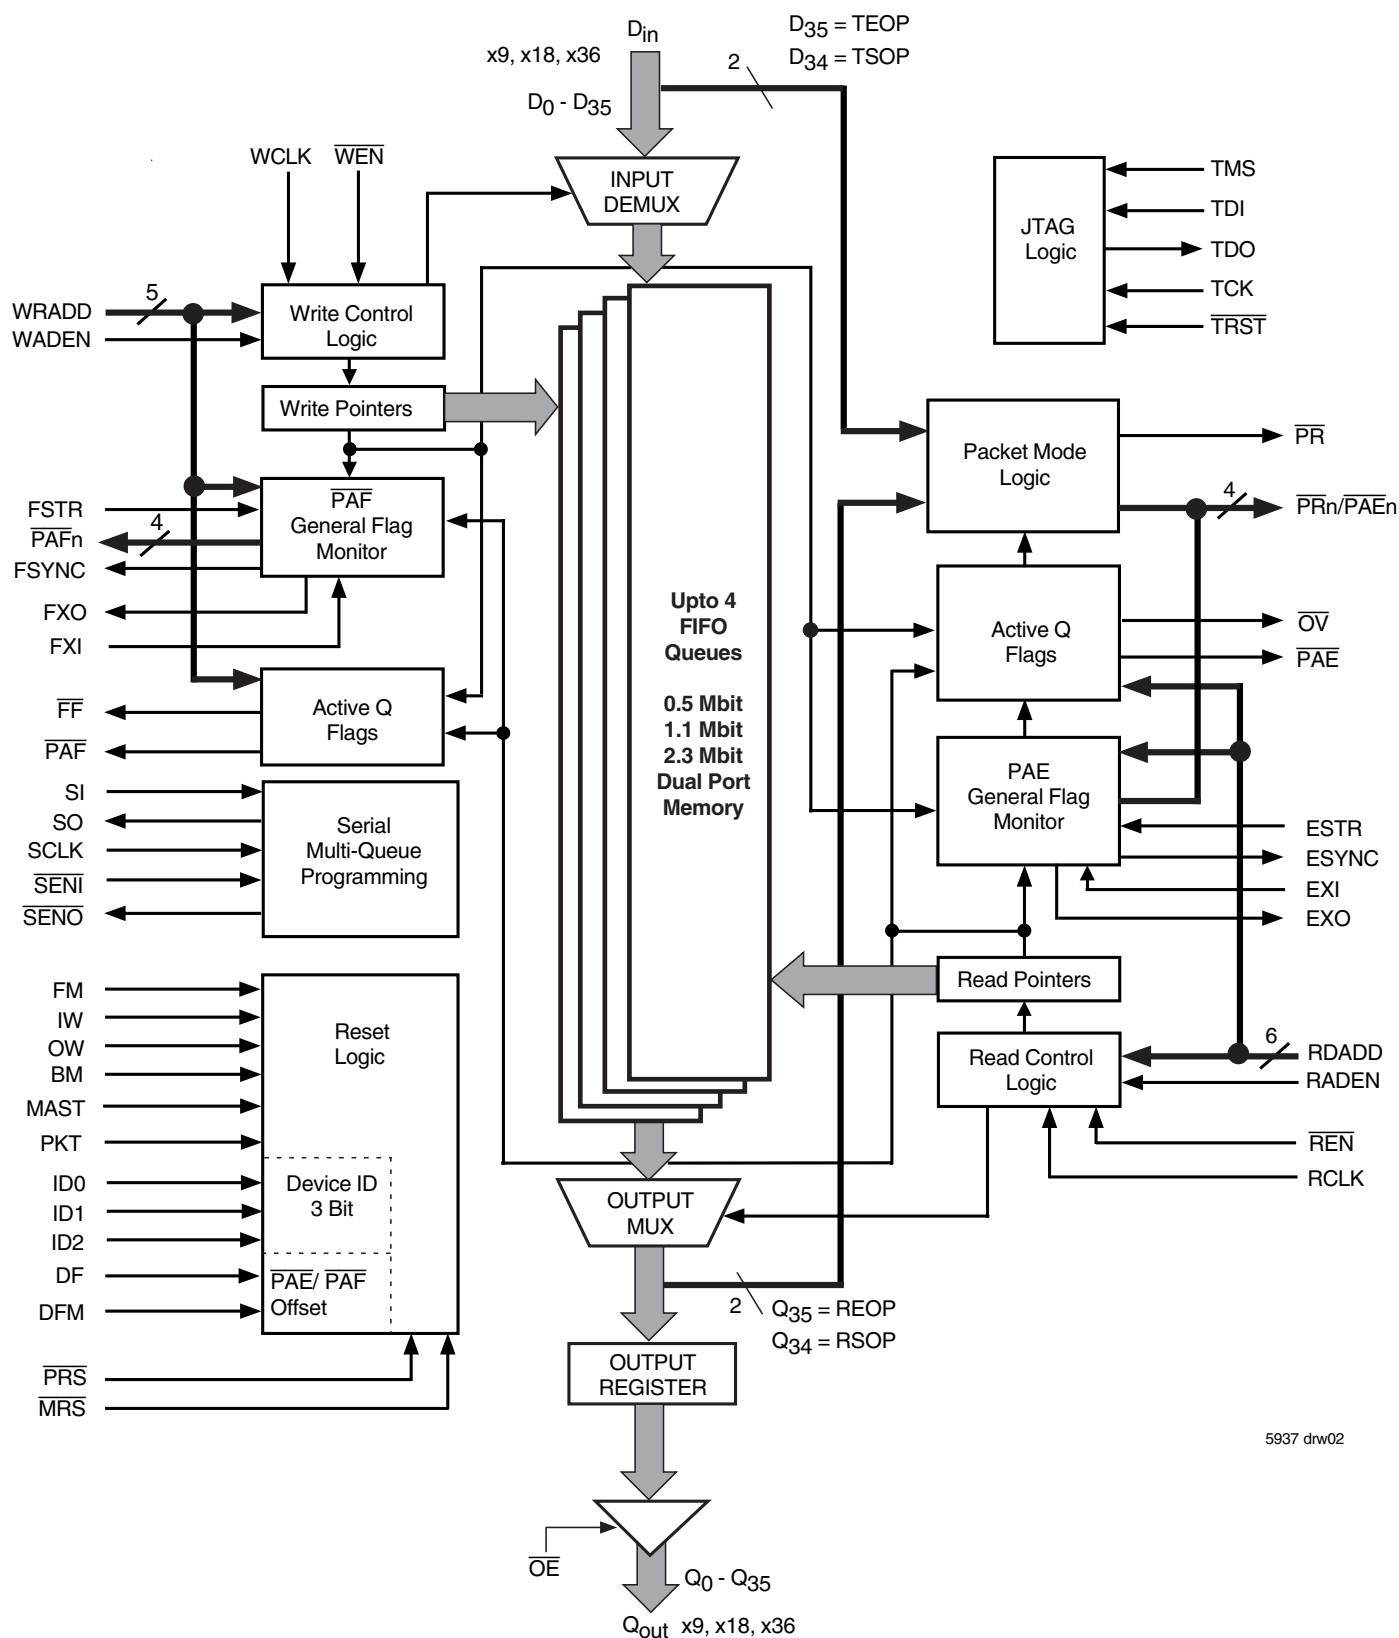 Din
x9, x18, x36
D0 - D35
2
D35 = TEOP
D34 = TSOP
WCLK
WEN
INPUT
DEMUX
JTAG
Logic
TMS
TDI
TDO
TCK
TRST
WRADD
5
WADEN
Write Control
Logic
Write Pointers
FSTR
PAFn
4
FSYNC
FXO
FXI
PAF
General Flag
Monitor
FF
PAF
Active Q
Flags
SI
SO
SCLK
SENI
SENO
Serial
Multi-Queue
Programming
Upto 4
FIFO
Queues
0.5 Mbit
1.1 Mbit
2.3 Mbit
Dual Port
Memory
Packet Mode
Logic
PR
4
PRn/PAEn
Active Q
Flags
OV
PAE
PAE
General Flag
Monitor
ESTR
ESYNC
EXI
EXO
Read Pointers
Read Control
Logic
6
RDADD
RADEN
REN
RCLK
FM
IW
OW
BM
MAST
PKT
ID0
ID1
ID2
DF
DFM
Reset
Logic
Device ID
3 Bit
PAE/ PAF
Offset
PRS
MRS
OUTPUT
MUX
2
Q35 = REOP
Q34 = RSOP
OUTPUT
REGISTER
OE
Q0 - Q35
Qout x9, x18, x36
5937 drw02